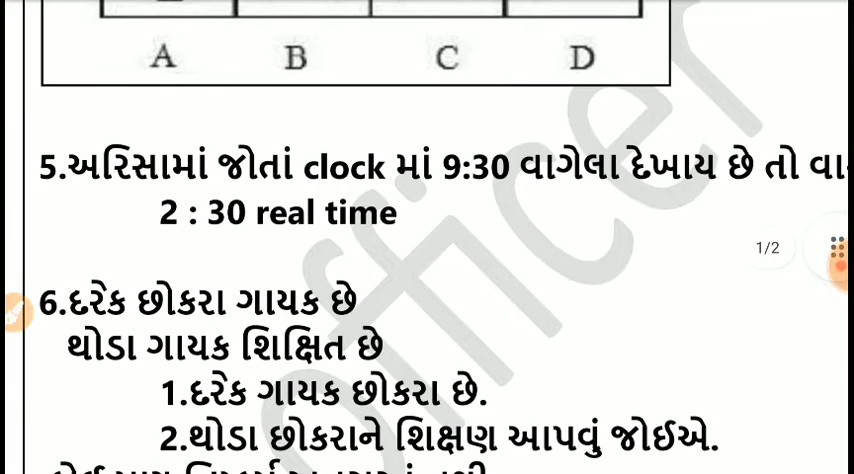 A B C D
5.અરિસામાં જોતાં clock માં 9:30 વાગેલા દેખાય છે તો
2 : 30 real time
1/2
6.દરેક છોકરા ગાયક છે
થોડા ગાયક શિક્ષિત છે
1.દરેક ગાયક છોકરા છે.
2.થોડા છોકરાને શિક્ષણ આપવું જોઈએ.
officer